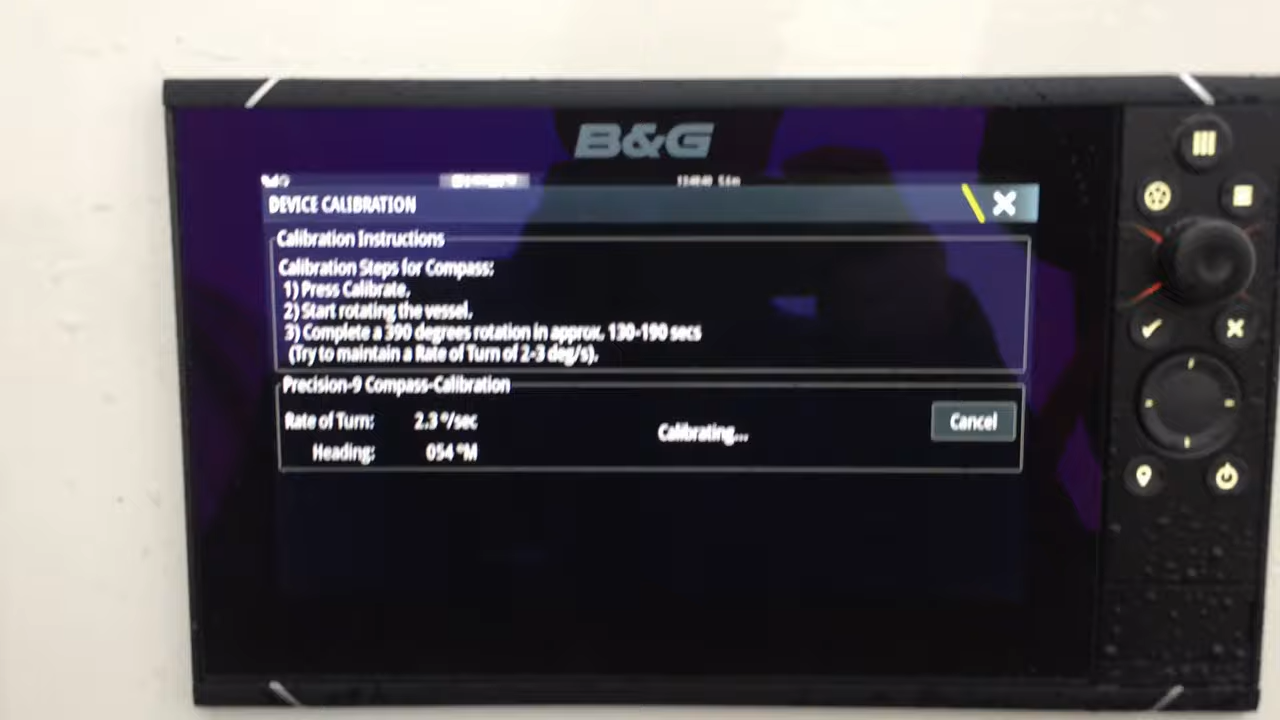 B&G
DEVICE CALIBRATION
Calibration Instructions
Calibration Steps for Compass:
1) Press Calibrate.
2) Start rotating the vessel.
3) Complete a 390 degrees rotation in approx. 130-190 secs
(Try to maintain a Rate of Turn of 2-3 deg/s).
Precision-9 Compass-Calibration
Rate of Turn: 2.3 °/sec
Calibrating...
Cancel
Heading: 054 °M